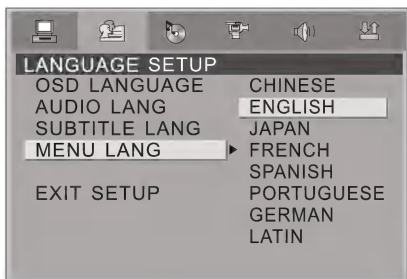 LANGUAGE SETUP
OSD LANGUAGE
AUDIO LANG
SUBTITLE LANG
MENU LANG
EXIT SETUP
CHINESE
ENGLISH
JAPAN
FRENCH
SPANISH
PORTUGUESE
GERMAN
LATIN